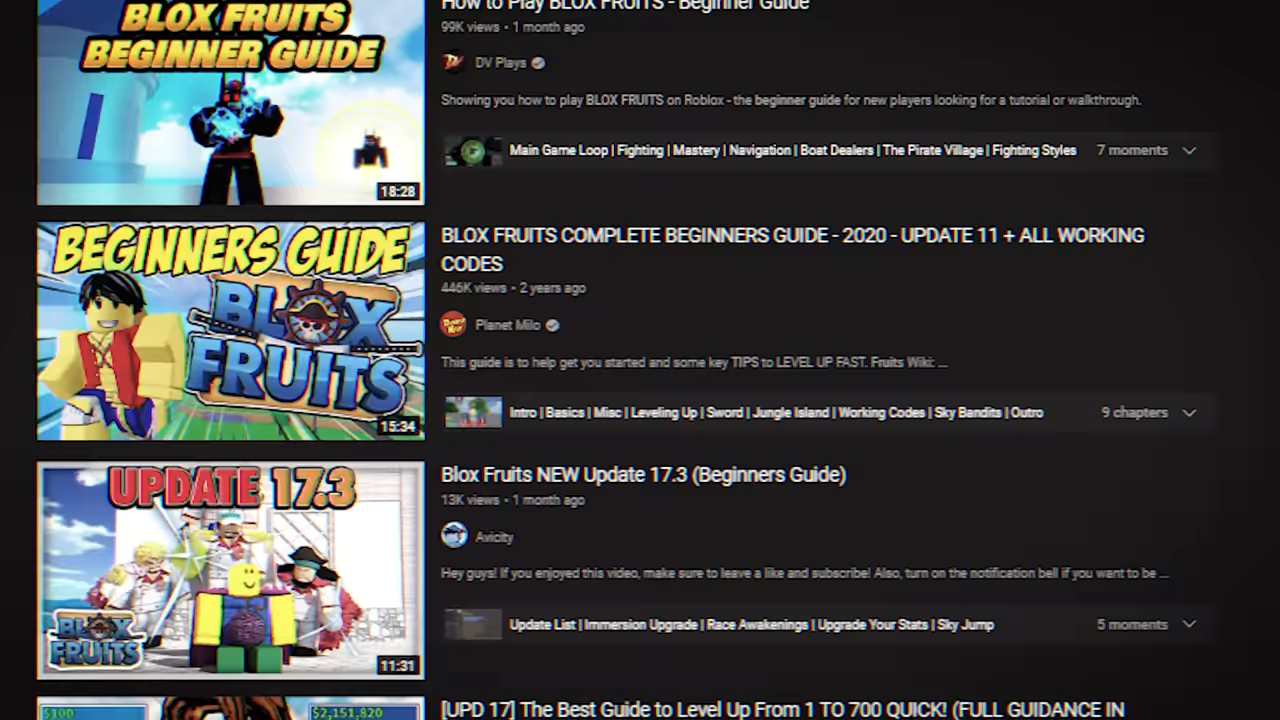 BLOX FRUITS
BEGINNER GUIDE
18:28
How to Play BLOX FRUITS - Beginner Guide
99K views • 1 month ago
DV Plays
Showing you how to play BLOX FRUITS on Roblox - the beginner guide for new players looking for a tutorial or walkthrough.
Main Game Loop | Fighting | Mastery | Navigation | Boat Dealers | The Pirate Village | Fighting Styles 7 moments
BEGINNERS GUIDE
BLOX
FRUITS
15:34
BLOX FRUITS COMPLETE BEGINNERS GUIDE - 2020 - UPDATE 11 + ALL WORKING
CODES
446K views • 2 years ago
Planet Milo
This guide is to help get you started and some key TIPS to LEVEL UP FAST. Fruits Wiki: ...
Intro | Basics | Misc | Leveling Up | Sword | Jungle Island | Working Codes | Sky Bandits | Outro 9 chapters
UPDATE 17.3
BLOX
FRUITS
11:31
Blox Fruits NEW Update 17.3 (Beginners Guide)
13K views • 1 month ago
Avicity
Hey guys! If you enjoyed this video, make sure to leave a like and subscribe! Also, turn on the notification bell if you want to be ...
Update List | Immersion Upgrade | Race Awakenings | Upgrade Your Stats | Sky Jump 5 moments
$100
$2,151,820
[UPD 17] The Best Guide to Level Up From 1 TO 700 QUICK! (FULL GUIDANCE IN